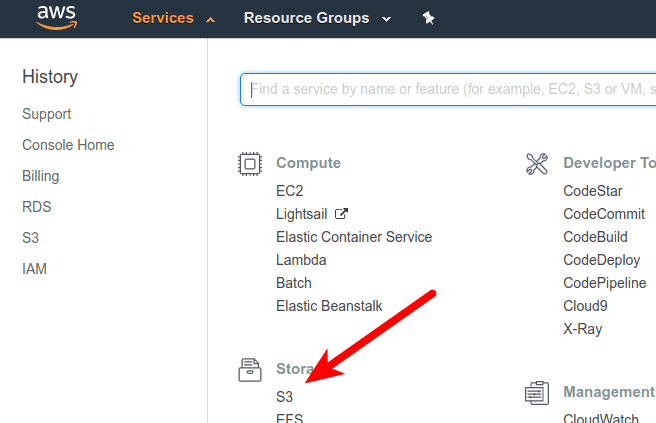 aws
Services
Resource Groups
History
Support
Console Home
Billing
RDS
S3
IAM
Find a service by name or feature (for example, EC2, S3 or VM, s
Compute
EC2
Lightsail
Elastic Container Service
Lambda
Batch
Elastic Beanstalk
Stora
S3
EFS
Developer To
CodeStar
CodeCommit
CodeBuild
CodeDeploy
CodePipeline
Cloud9
X-Ray
Management
CloudWatch